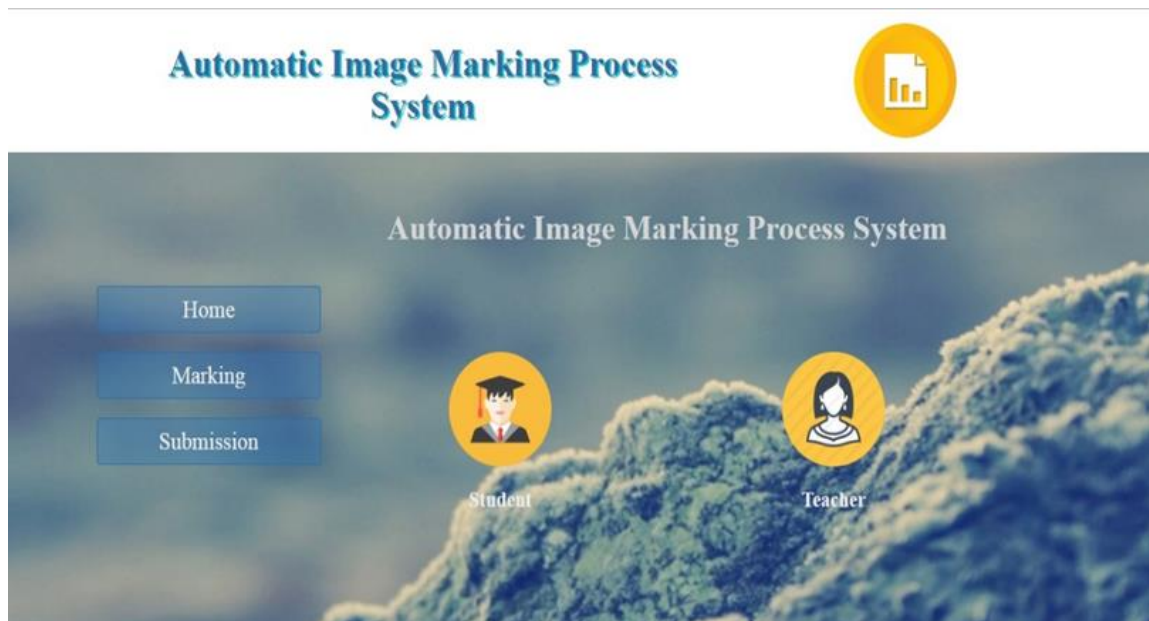 Automatic Image Marking Process
System
Automatic Image Marking Process System
Home
Marking
Submission
Student
Teacher